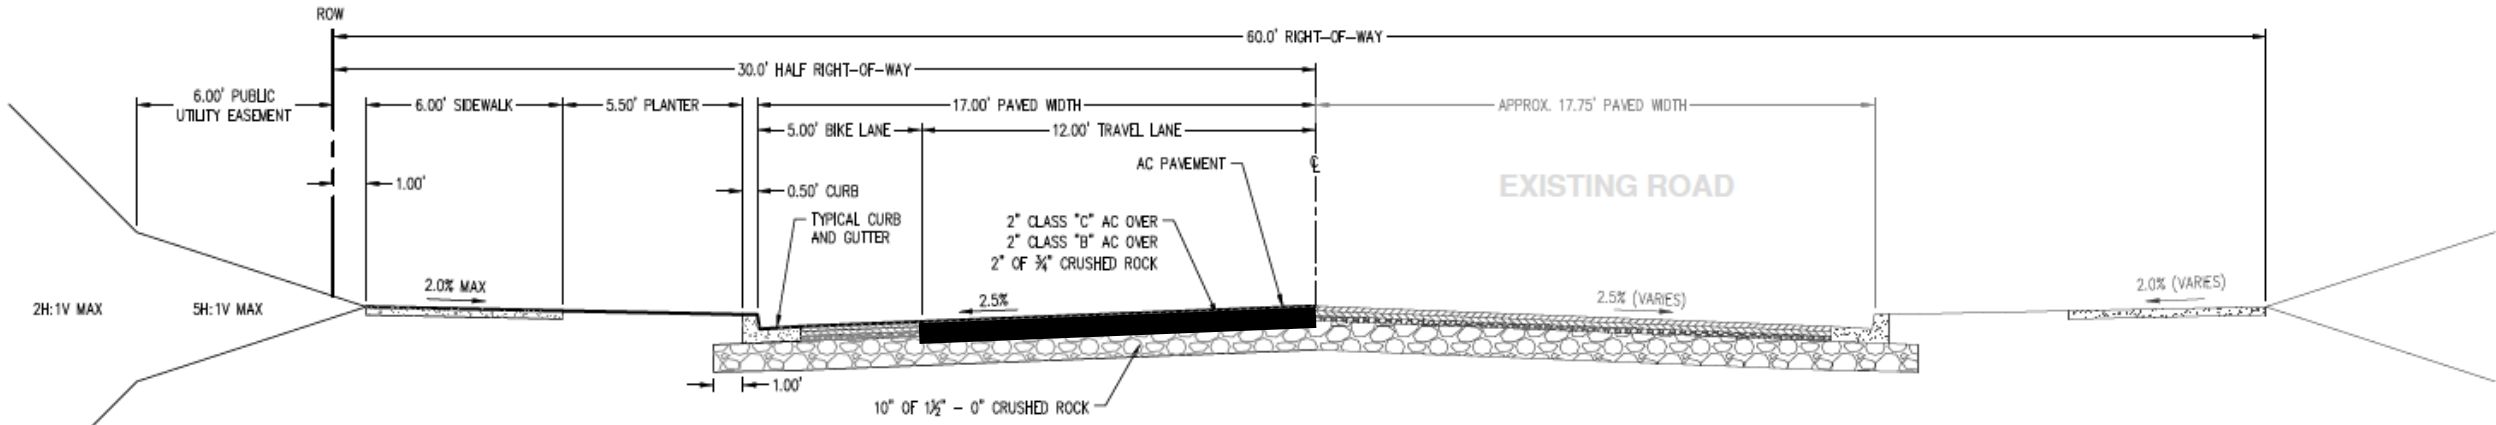 ROW
60.0' RIGHT-OF-WAY
30.0' HALF RIGHT-OF-WAY
6.00' PUBLIC
UTILITY EASEMENT
6.00' SIDEWALK
5.50' PLANTER
17.00' PAVED WIDTH
APPROX. 17.75' PAVED WIDTH
5.00' BIKE LANE
12.00' TRAVEL LANE
AC PAVEMENT
℄
1.00'
0.50' CURB
EXISTING ROAD
TYPICAL CURB
AND GUTTER
2" CLASS "C" AC OVER
2" CLASS "B" AC OVER
2" OF ¾" CRUSHED ROCK
2H:1V MAX
5H:1V MAX
2.0% MAX
2.5%
2.5% (VARIES)
2.0% (VARIES)
1.00'
10" OF 1½" - 0" CRUSHED ROCK